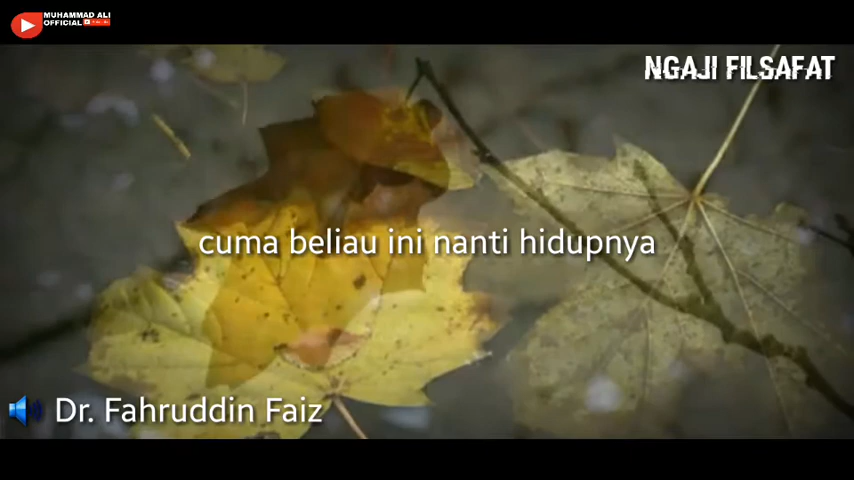 MUHAMMAD ALI
OFFICIAL
NGAJI FILSAFAT
cuma beliau ini nanti hidupnya
Dr. Fahruddin Faiz